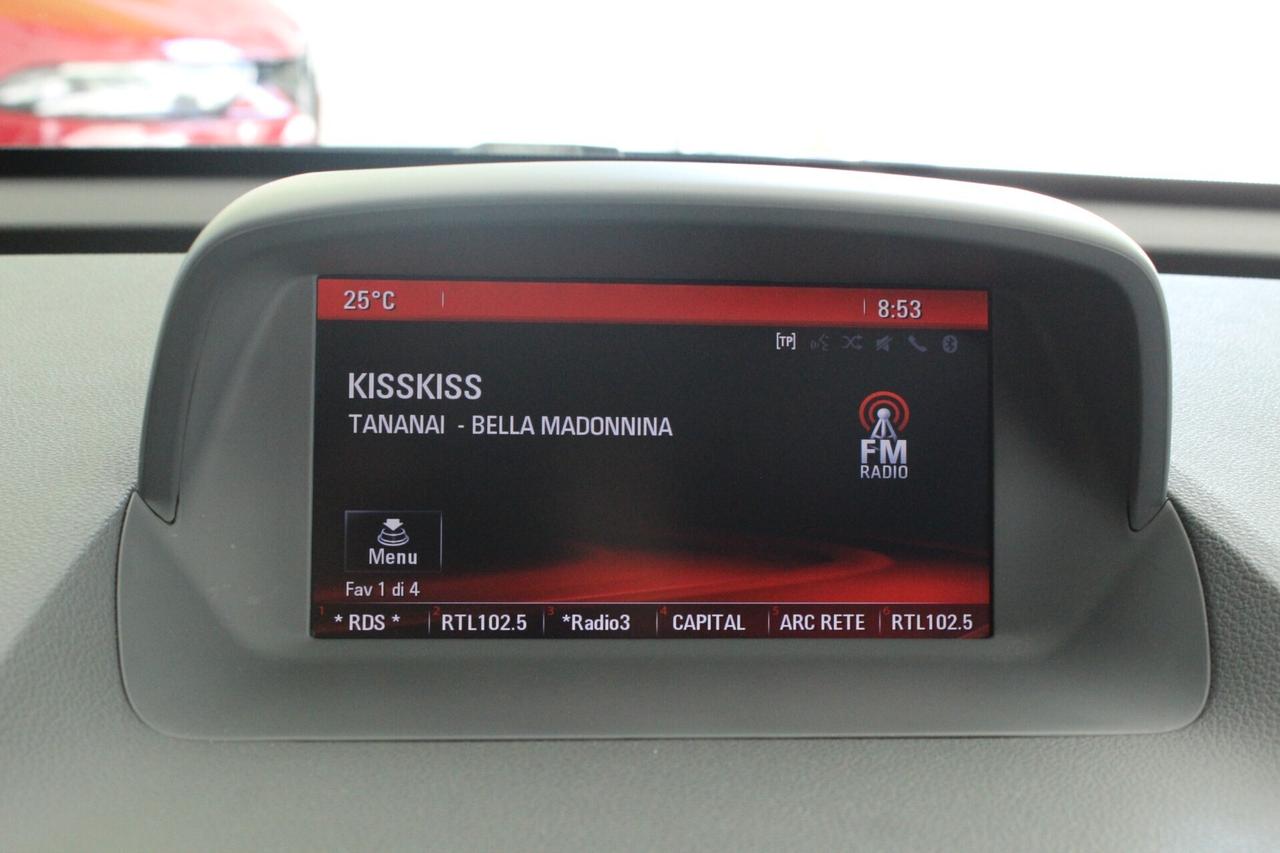 25°C 8:53
[TP]
KISSKISS
TANANAI - BELLA MADONNINA
FM
RADIO
Menu
Fav 1 di 4
1 * RDS * 2 RTL102.5 3 *Radio3 4 CAPITAL 5 ARC RETE 6 RTL102.5